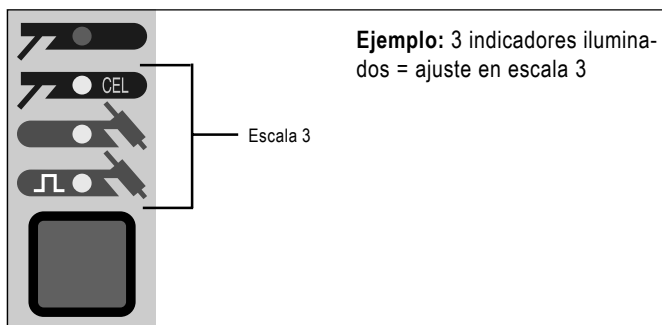 Ejemplo: 3 indicadores ilumina-
dos = ajuste en escala 3
CEL
Escala 3